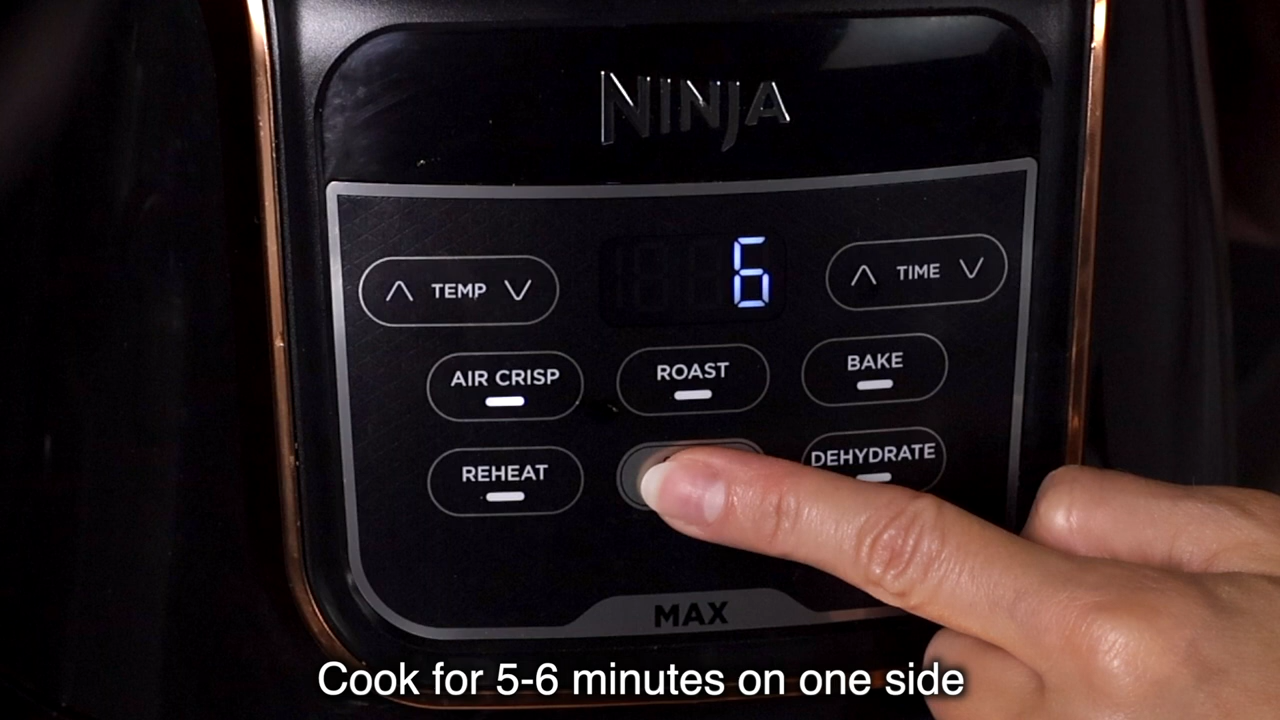 NINJA
TEMP
6
TIME
AIR CRISP
ROAST
BAKE
REHEAT
DEHYDRATE
MAX
Cook for 5-6 minutes on one side